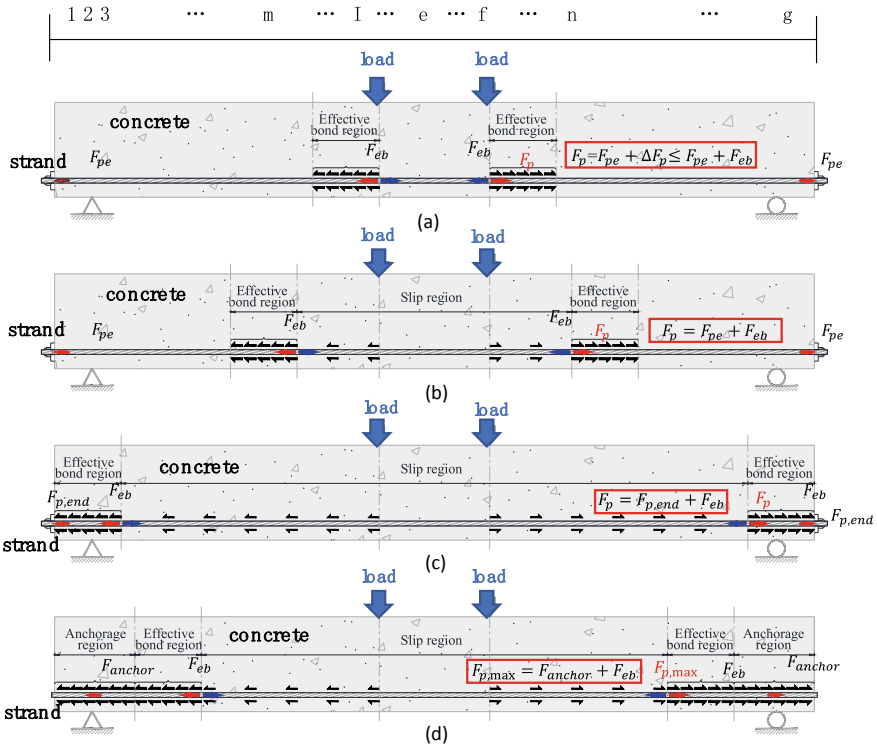 1 2 3 ... m ... I ... e ... f ... n ... g
load load
concrete
Effective bond region
Effective bond region
F_eb F_eb
strand
F_pe
F_p
F_p=F_pe + ΔF_p ≤ F_pe + F_eb
F_pe
(a)
load load
concrete
Effective bond region
Slip region
Effective bond region
F_eb F_eb
strand
F_pe
F_p
F_p = F_pe + F_eb
F_pe
(b)
load load
Effective bond region
concrete
Slip region
Effective bond region
F_p,end F_eb
F_p = F_p,end + F_eb
F_p F_eb
F_p,end
strand
(c)
load load
Anchorage region
Effective bond region
concrete
Slip region
Effective bond region
Anchorage region
F_anchor F_eb
F_p,max = F_anchor + F_eb
F_p,max F_eb F_anchor
strand
(d)